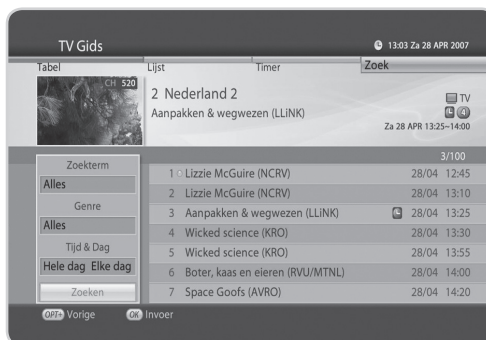 TV Gids
13:03 Za 28 APR 2007
Tabel Lijst Timer Zoek
CH 520
2 Nederland 2
Aanpakken & wegwezen (LLiNK)
TV
4
Za 28 APR 13:25~14:00
3/100
Zoekterm
Alles
Genre
Alles
Tijd & Dag
Hele dag Elke dag
Zoeken
1 Lizzie McGuire (NCRV) 28/04 12:45
2 Lizzie McGuire (NCRV) 28/04 13:10
3 Aanpakken & wegwezen (LLiNK) 28/04 13:25
4 Wicked science (KRO) 28/04 13:30
5 Wicked science (KRO) 28/04 13:55
6 Boter, kaas en eieren (RVU/MTNL) 28/04 14:00
7 Space Goofs (AVRO) 28/04 14:20
OPT+ Vorige OK Invoer